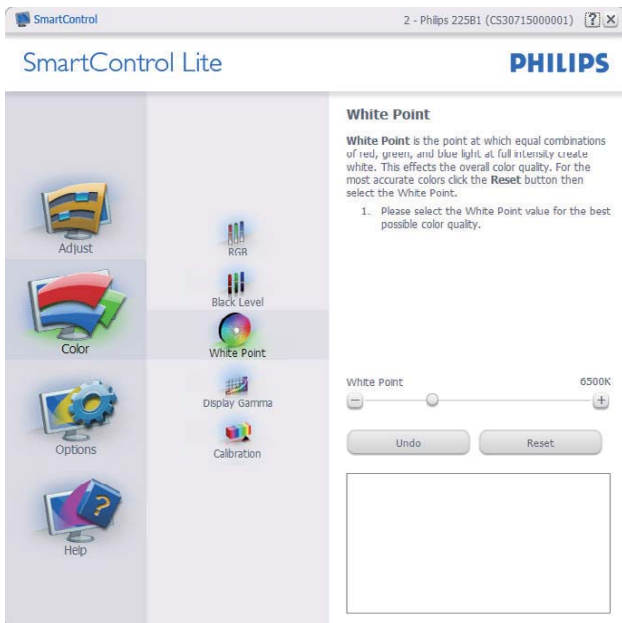 SmartControl
2 - Philips 225B1 (CS30715000001)
?
SmartControl Lite
PHILIPS
Adjust
Color
Options
Help
RGB
Black Level
White Point
Display Gamma
Calibration
White Point
White Point is the point at which equal combinations
of red, green, and blue light at full intensity create
white. This effects the overall color quality. For the
most accurate colors click the Reset button then
select the White Point.
1. Please select the White Point value for the best
possible color quality.
White Point 6500K
Undo Reset